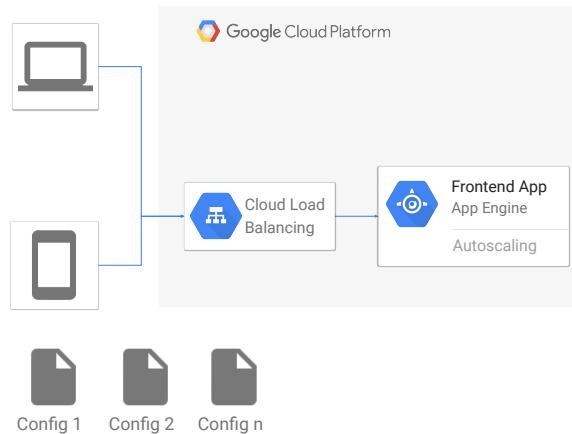 Google Cloud Platform
Cloud Load
Balancing
Frontend App
App Engine
Autoscaling
Config 1
Config 2
Config n